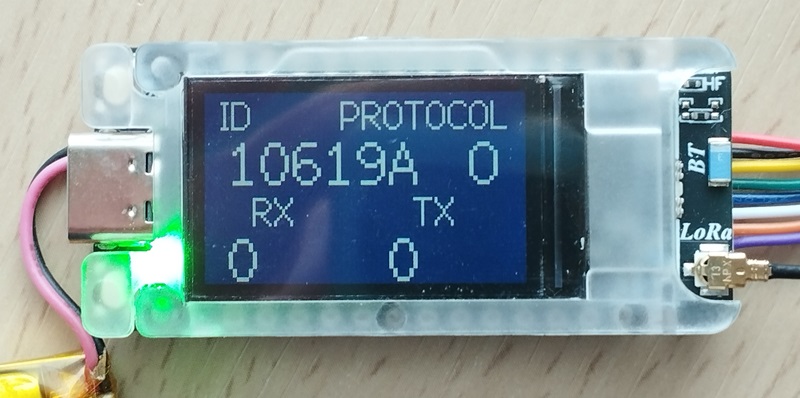 ID PROTOCOL
10619A 0
RX TX
0 0
HF
BT
LoRa